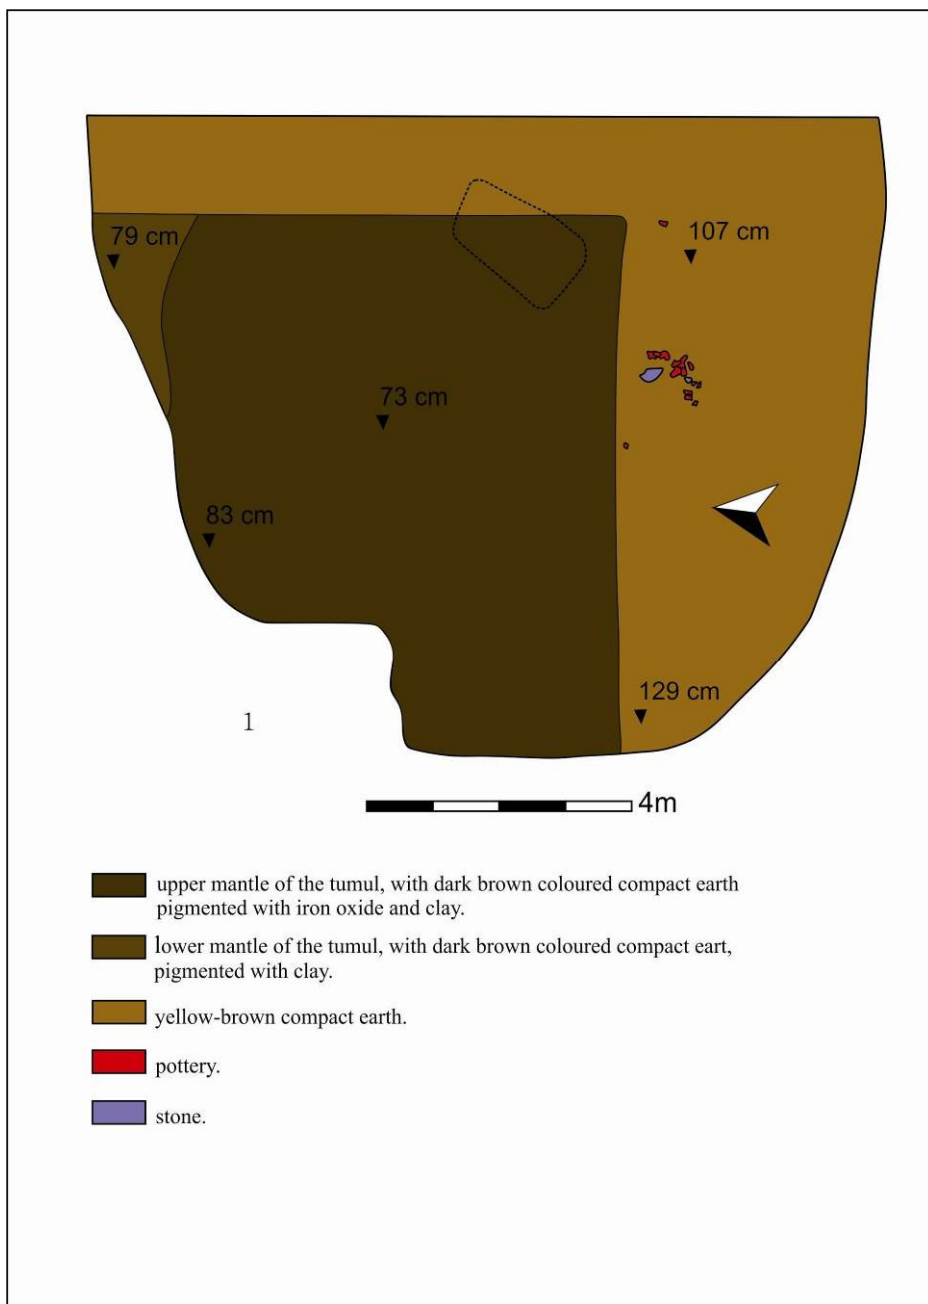 79 cm
107 cm
73 cm
83 cm
129 cm
1
4m
upper mantle of the tumul, with dark brown coloured compact earth
pigmented with iron oxide and clay.
lower mantle of the tumul, with dark brown coloured compact eart,
pigmented with clay.
yellow-brown compact earth.
pottery.
stone.